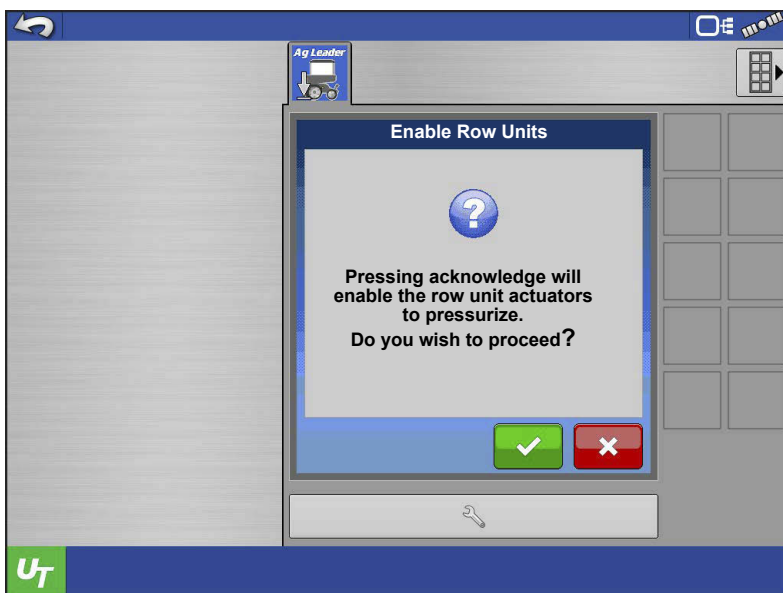 Ag Leader
Enable Row Units
?
Pressing acknowledge will
enable the row unit actuators
to pressurize.
Do you wish to proceed?
UT